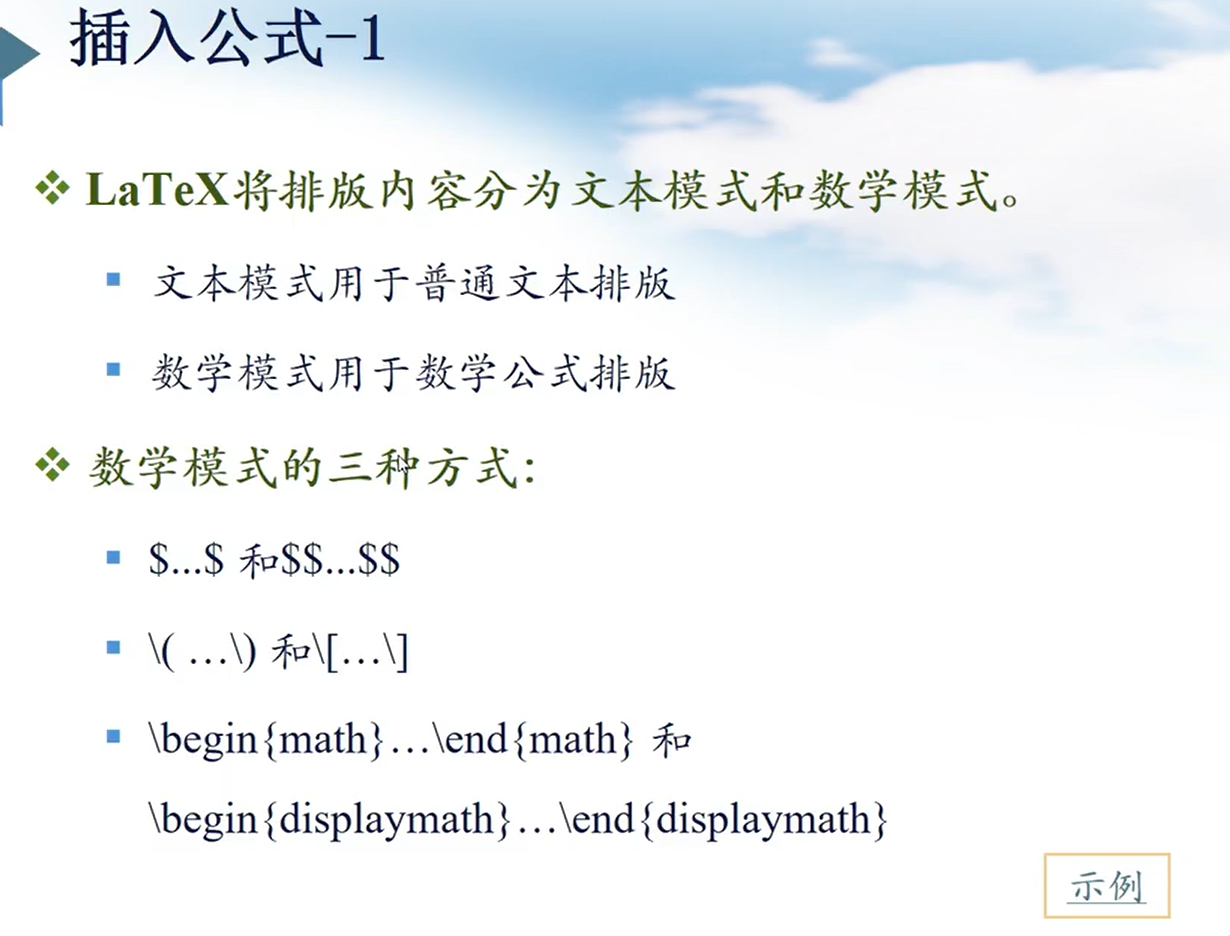 插入公式-1
LaTeX将排版内容分为文本模式和数学模式。
文本模式用于普通文本排版
数学模式用于数学公式排版
数学模式的三种方式:
$...$ 和$$...$$
\( …\) 和\[…\]
\begin{math}…\end{math} 和
\begin{displaymath}…\end{displaymath}
示例